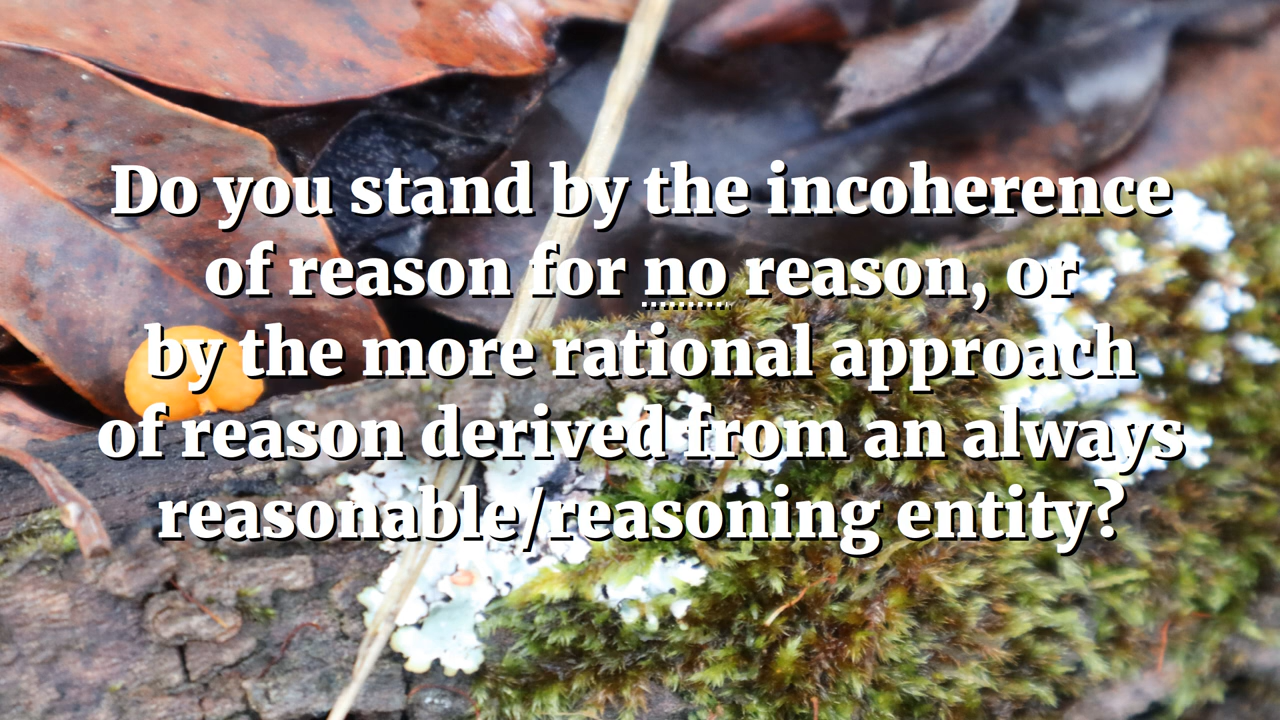 Do you stand by the incoherence
of reason for no reason, or
by the more rational approach
of reason derived from an always
reasonable/reasoning entity?